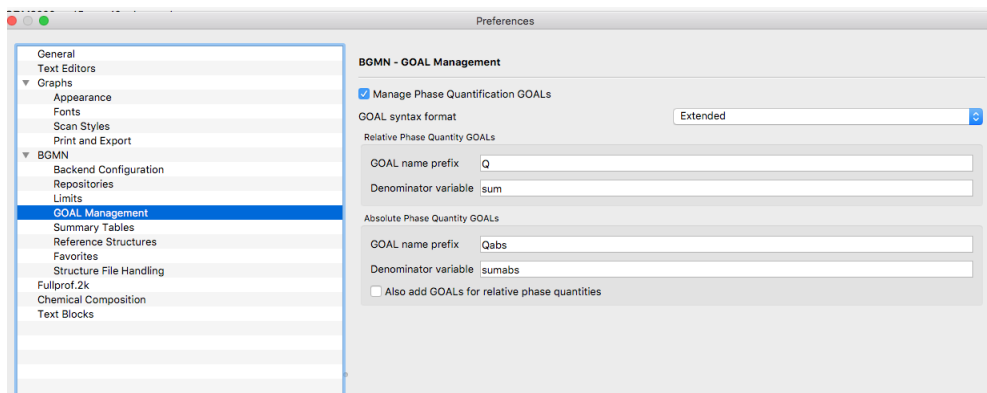 Preferences
General
Text Editors
Graphs
Appearance
Fonts
Scan Styles
Print and Export
BGMN
Backend Configuration
Repositories
Limits
GOAL Management
Summary Tables
Reference Structures
Favorites
Structure File Handling
Fullprof.2k
Chemical Composition
Text Blocks
BGMN - GOAL Management
Manage Phase Quantification GOALs
GOAL syntax format Extended
Relative Phase Quantity GOALs
GOAL name prefix Q
Denominator variable sum
Absolute Phase Quantity GOALs
GOAL name prefix Qabs
Denominator variable sumabs
Also add GOALs for relative phase quantities